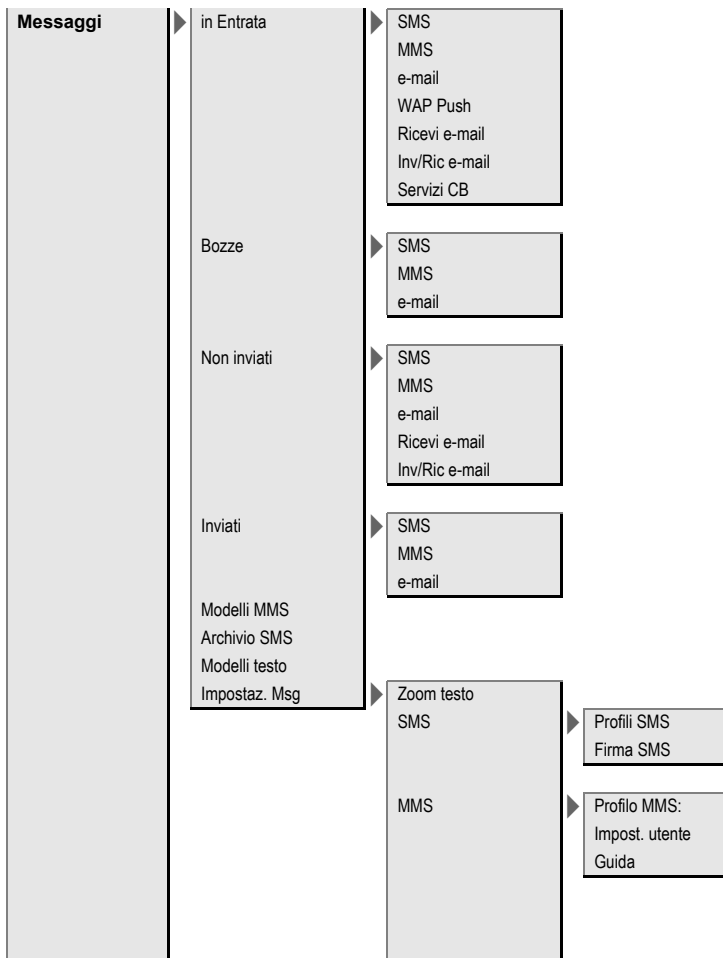 Messaggi
in Entrata
SMS
MMS
e-mail
WAP Push
Ricevi e-mail
Inv/Ric e-mail
Servizi CB
Bozze
SMS
MMS
e-mail
Non inviati
SMS
MMS
e-mail
Ricevi e-mail
Inv/Ric e-mail
Inviati
SMS
MMS
e-mail
Modelli MMS
Archivio SMS
Modelli testo
Impostaz. Msg
Zoom testo
SMS
Profili SMS
Firma SMS
MMS
Profilo MMS:
Impost. utente
Guida